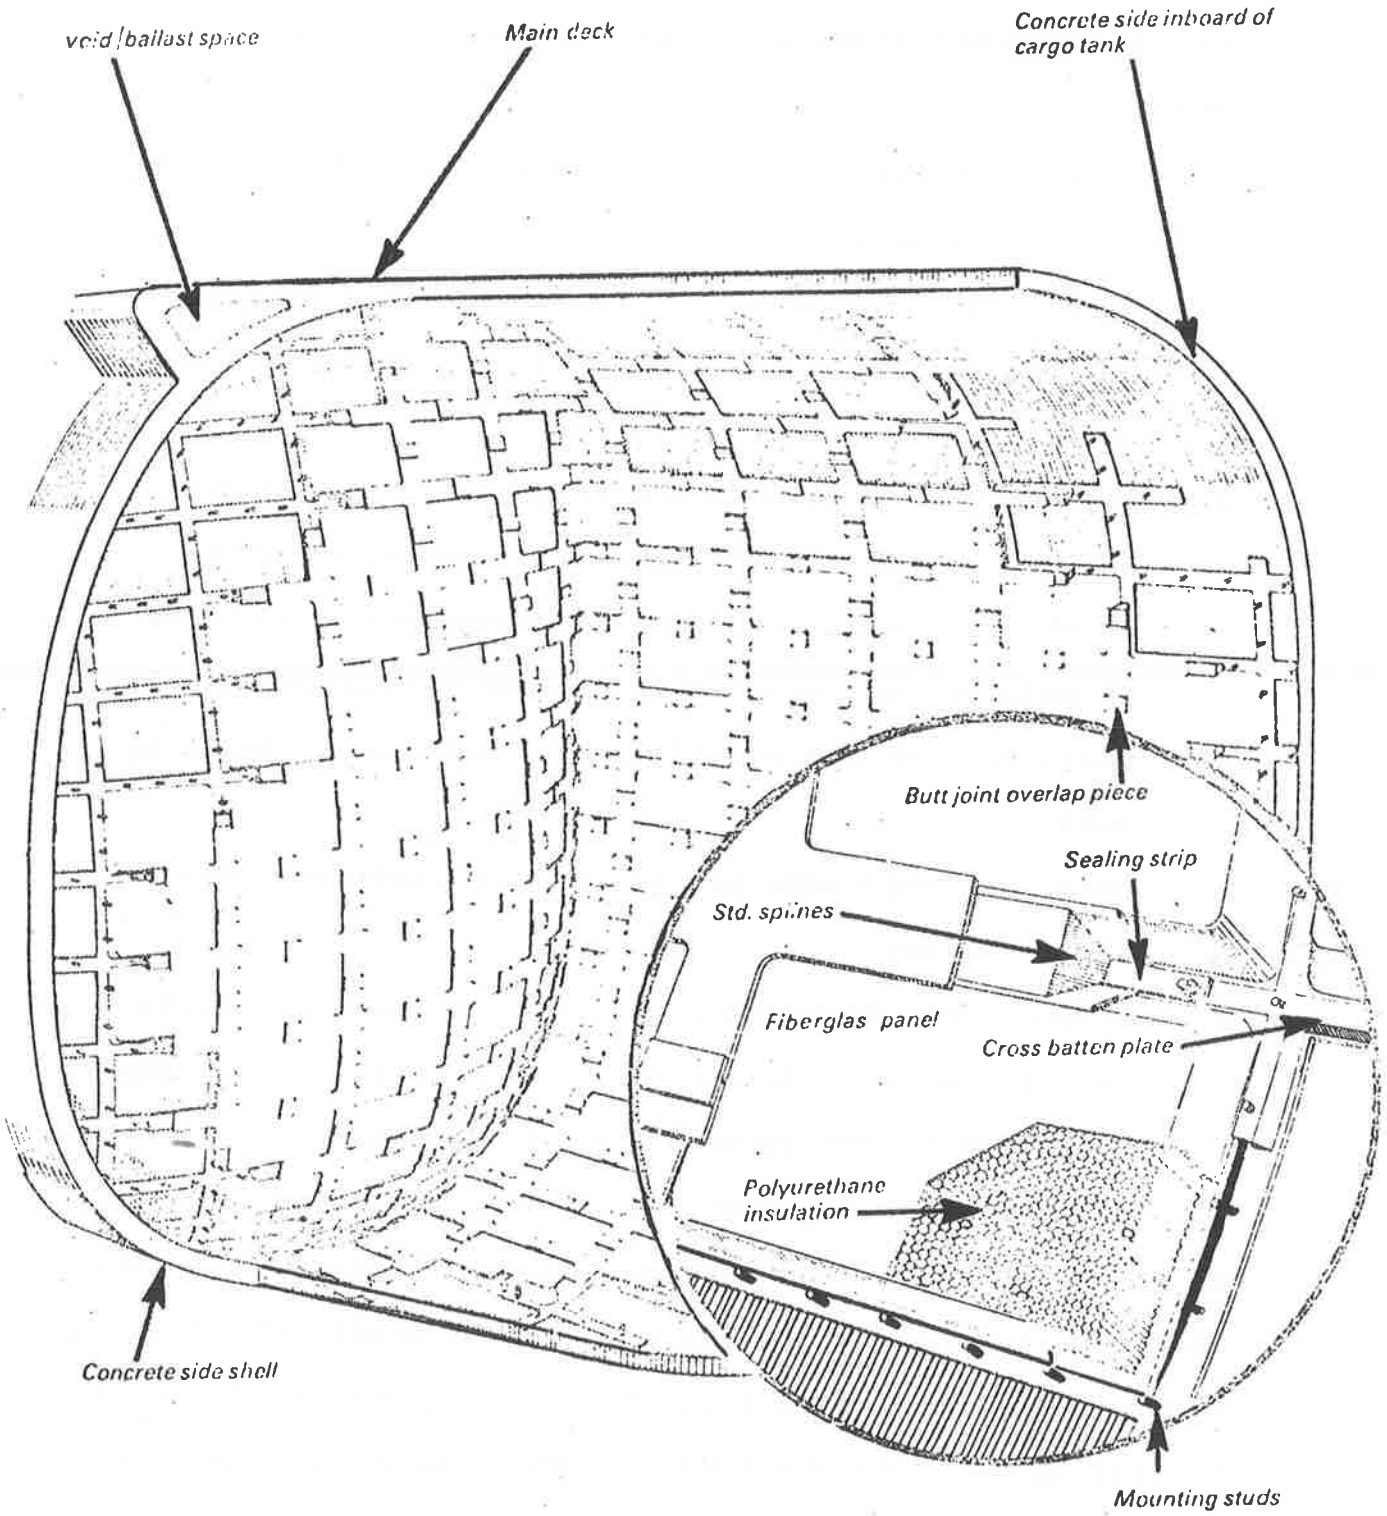 void/ballast space
Main deck
Concrete side inboard of
cargo tank
Butt joint overlap piece
Sealing strip
Std. splines
Fiberglas panel
Cross batten plate
Polyurethane
insulation
Concrete side shell
Mounting studs